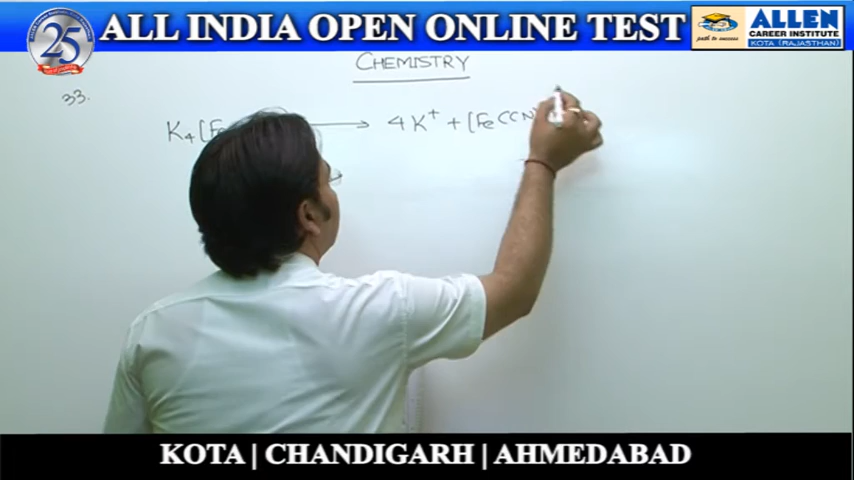 25
ALL INDIA OPEN ONLINE TEST
path to success
ALLEN
CAREER INSTITUTE
KOTA (RAJASTHAN)
CHEMISTRY
33.
K₄[Fe → 4K⁺ + [Fe(CN)
KOTA | CHANDIGARH | AHMEDABAD